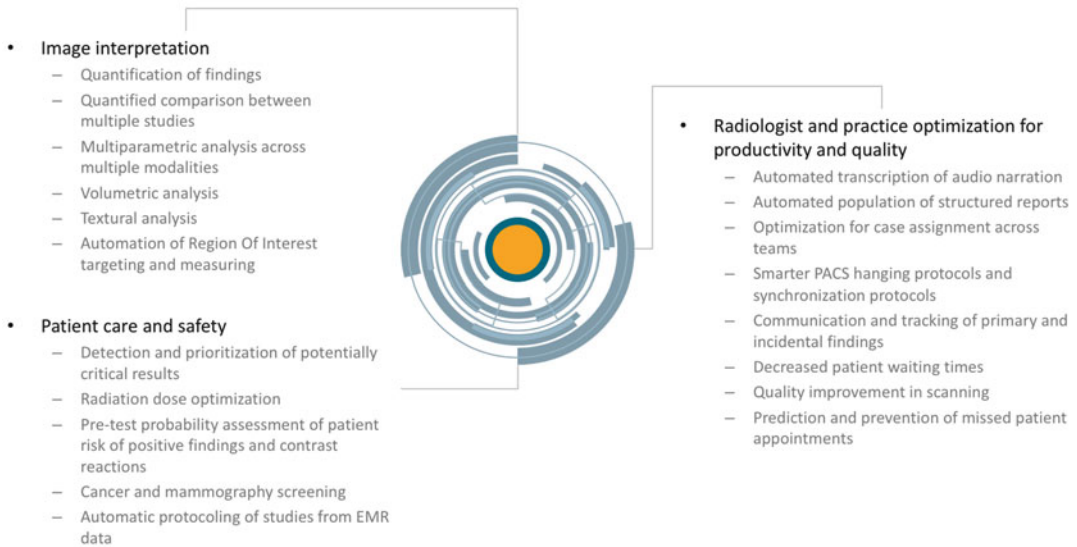 • Image interpretation
– Quantification of findings
– Quantified comparison between
multiple studies
– Multiparametric analysis across
multiple modalities
– Volumetric analysis
– Textural analysis
– Automation of Region Of Interest
targeting and measuring
• Patient care and safety
– Detection and prioritization of potentially
critical results
– Radiation dose optimization
– Pre-test probability assessment of patient
risk of positive findings and contrast
reactions
– Cancer and mammography screening
– Automatic protocoling of studies from EMR
data
• Radiologist and practice optimization for
productivity and quality
– Automated transcription of audio narration
– Automated population of structured reports
– Optimization for case assignment across
teams
– Smarter PACS hanging protocols and
synchronization protocols
– Communication and tracking of primary and
incidental findings
– Decreased patient waiting times
– Quality improvement in scanning
– Prediction and prevention of missed patient
appointments